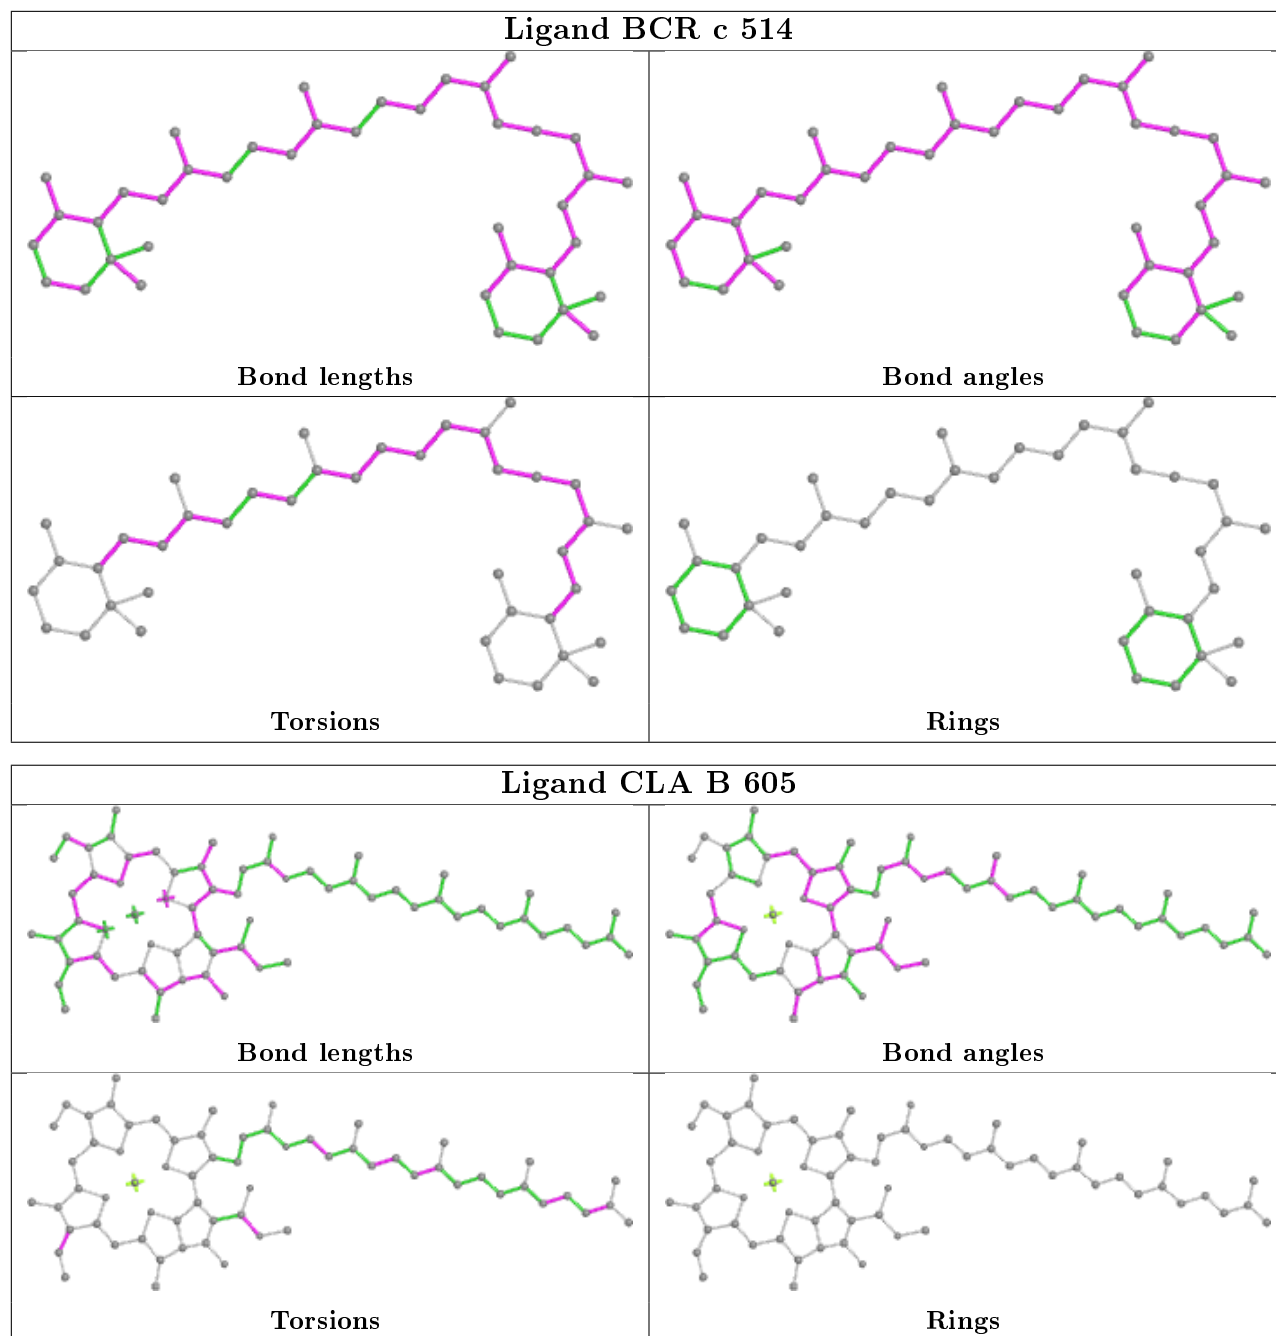 Ligand BCR c 514
Bond lengths
Bond angles
Torsions
Rings
Ligand CLA B 605
Bond lengths
Bond angles
Torsions
Rings